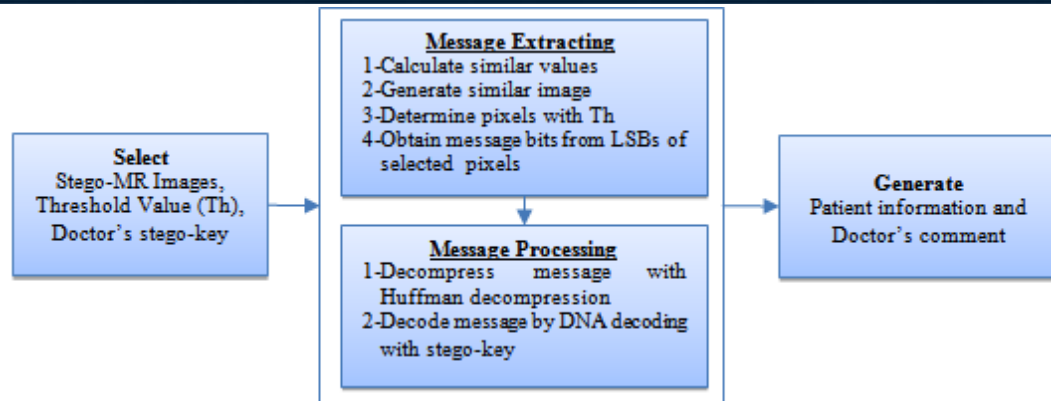 Select
Stego-MR Images,
Threshold Value (Th),
Doctor's stego-key
Message Extracting
1-Calculate similar values
2-Generate similar image
3-Determine pixels with Th
4-Obtain message bits from LSBs of
selected pixels
Message Processing
1-Decompress message with
Huffman decompression
2-Decode message by DNA decoding
with stego-key
Generate
Patient information and
Doctor's comment